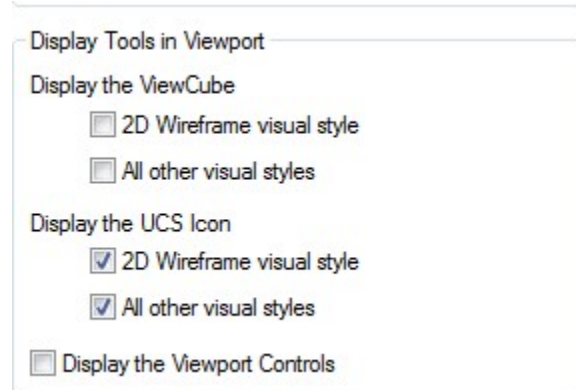 Display Tools in Viewport
Display the ViewCube
2D Wireframe visual style
All other visual styles
Display the UCS Icon
2D Wireframe visual style
All other visual styles
Display the Viewport Controls